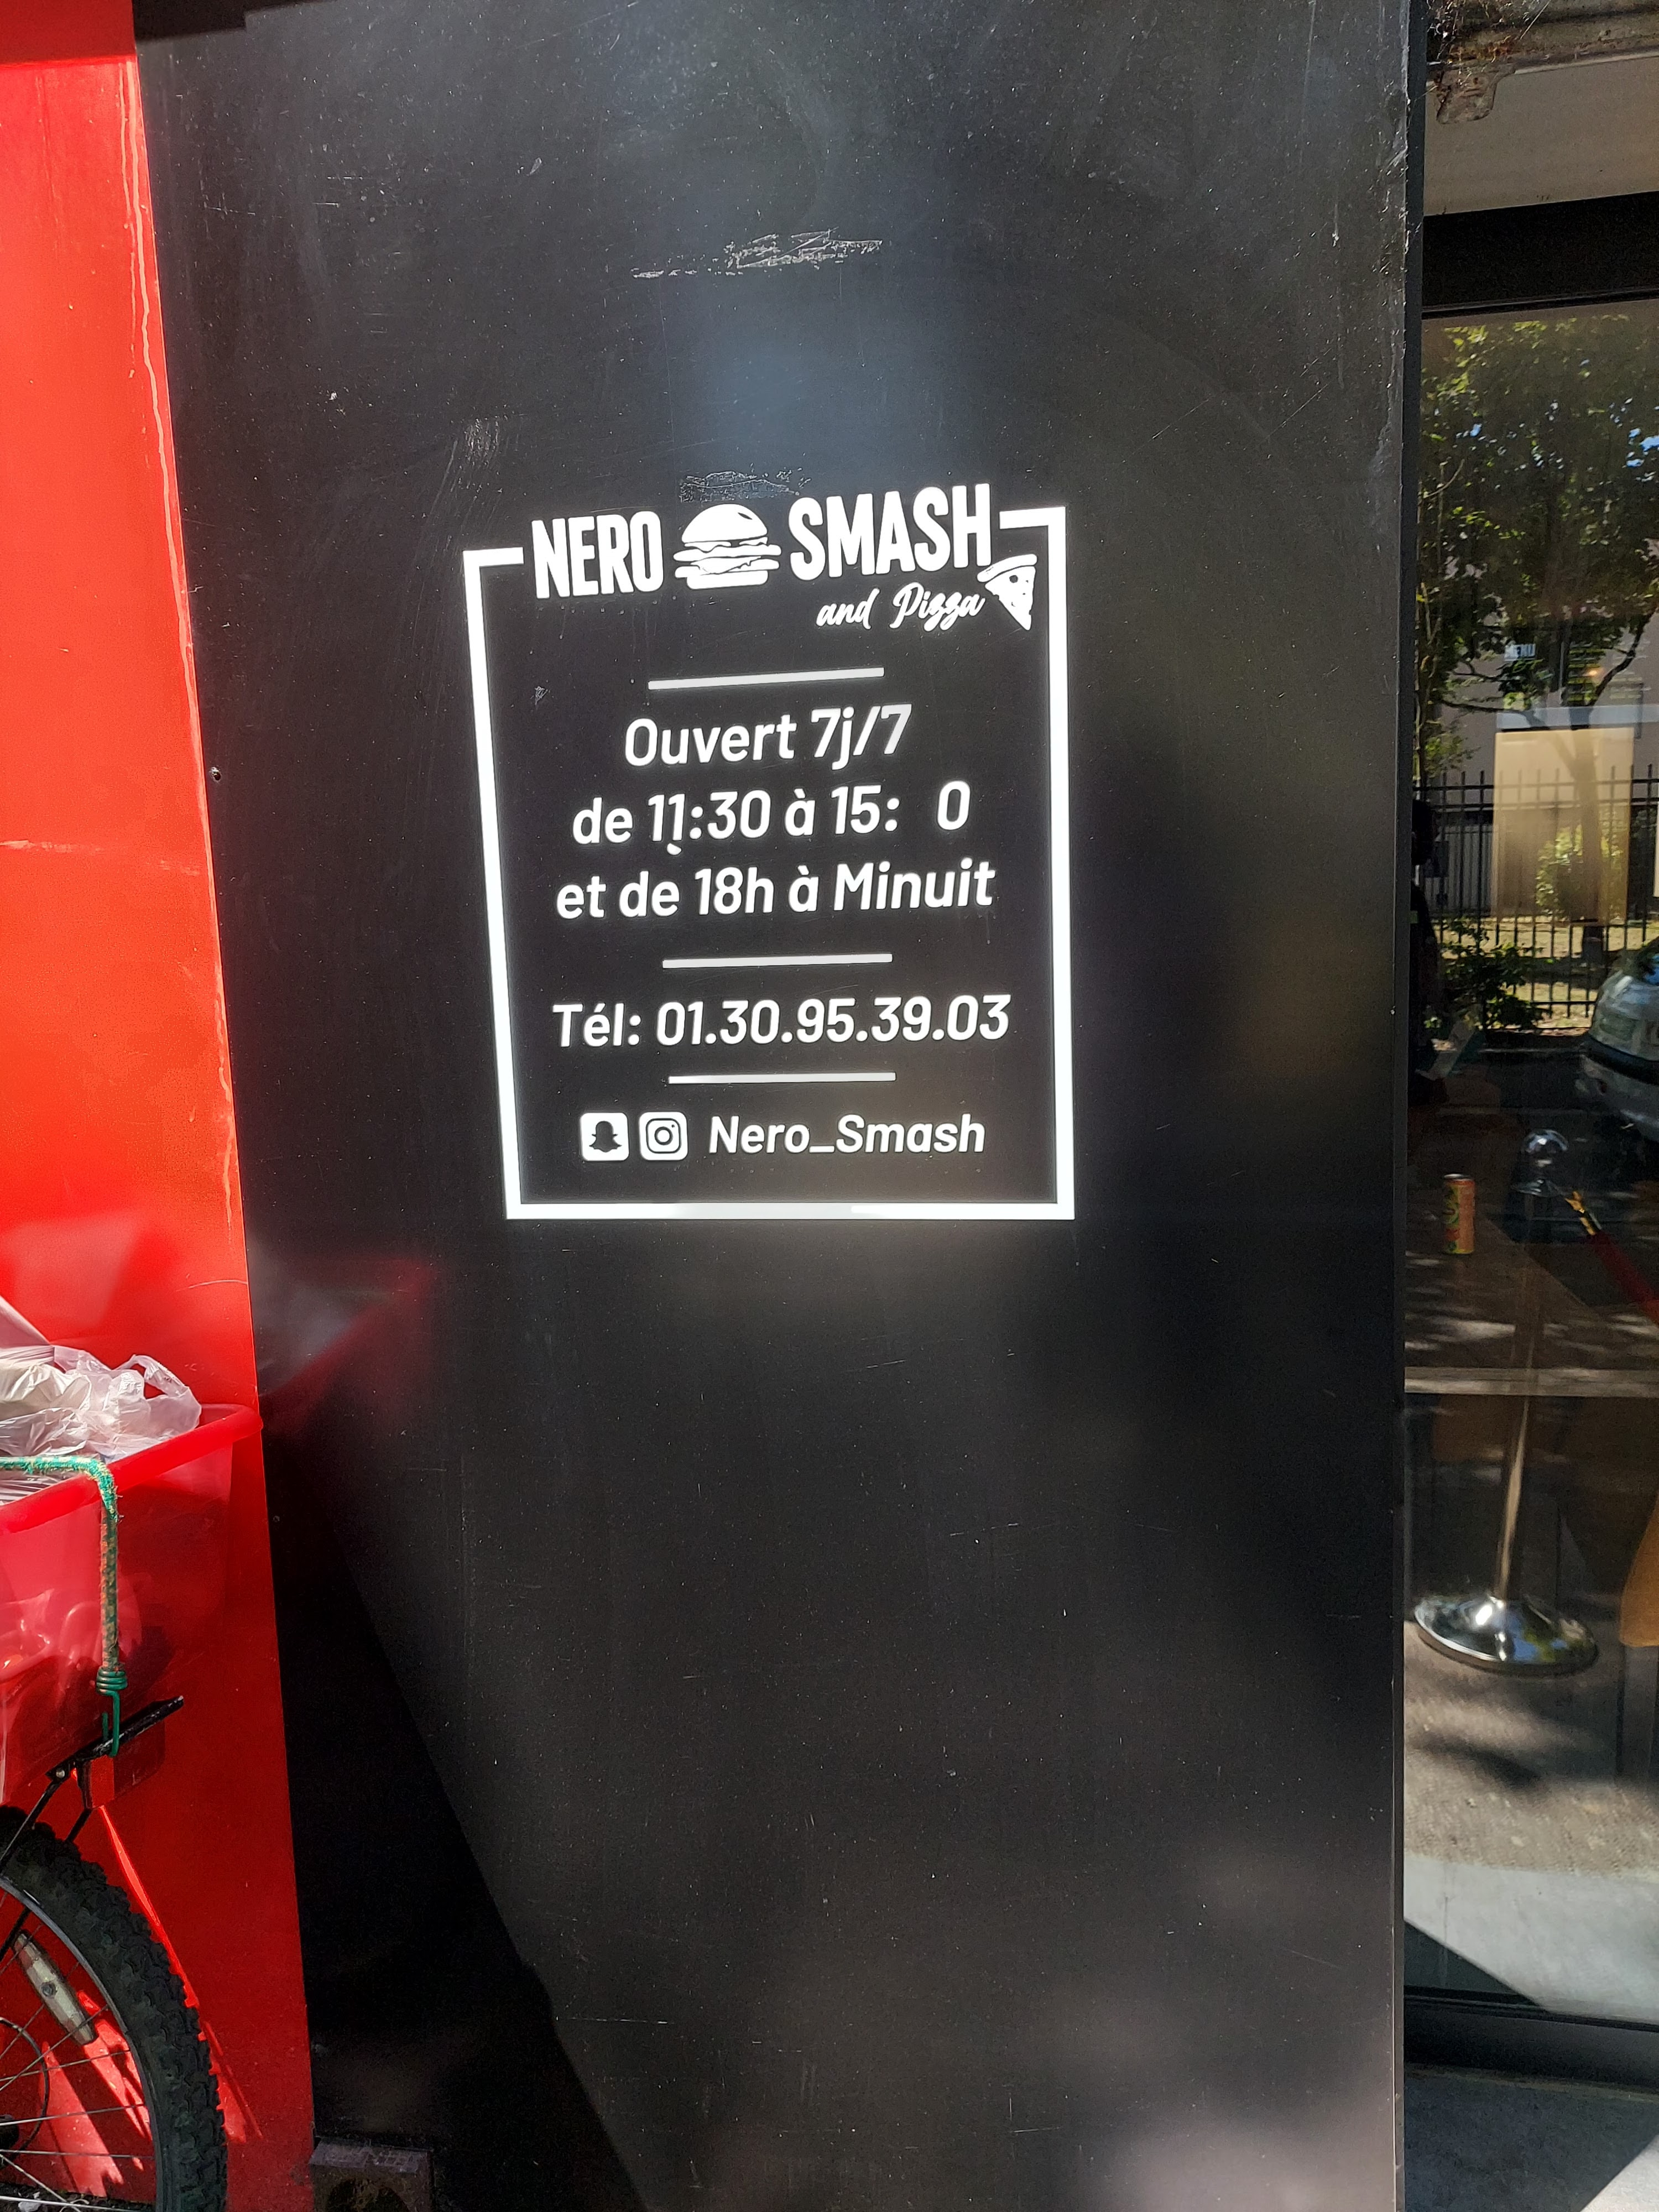 NERO SMASH
and Pizza
Ouvert 7j/7
de 11:30 à 15: 0
et de 18h à Minuit
Tél: 01.30.95.39.03
Nero_Smash
MENU